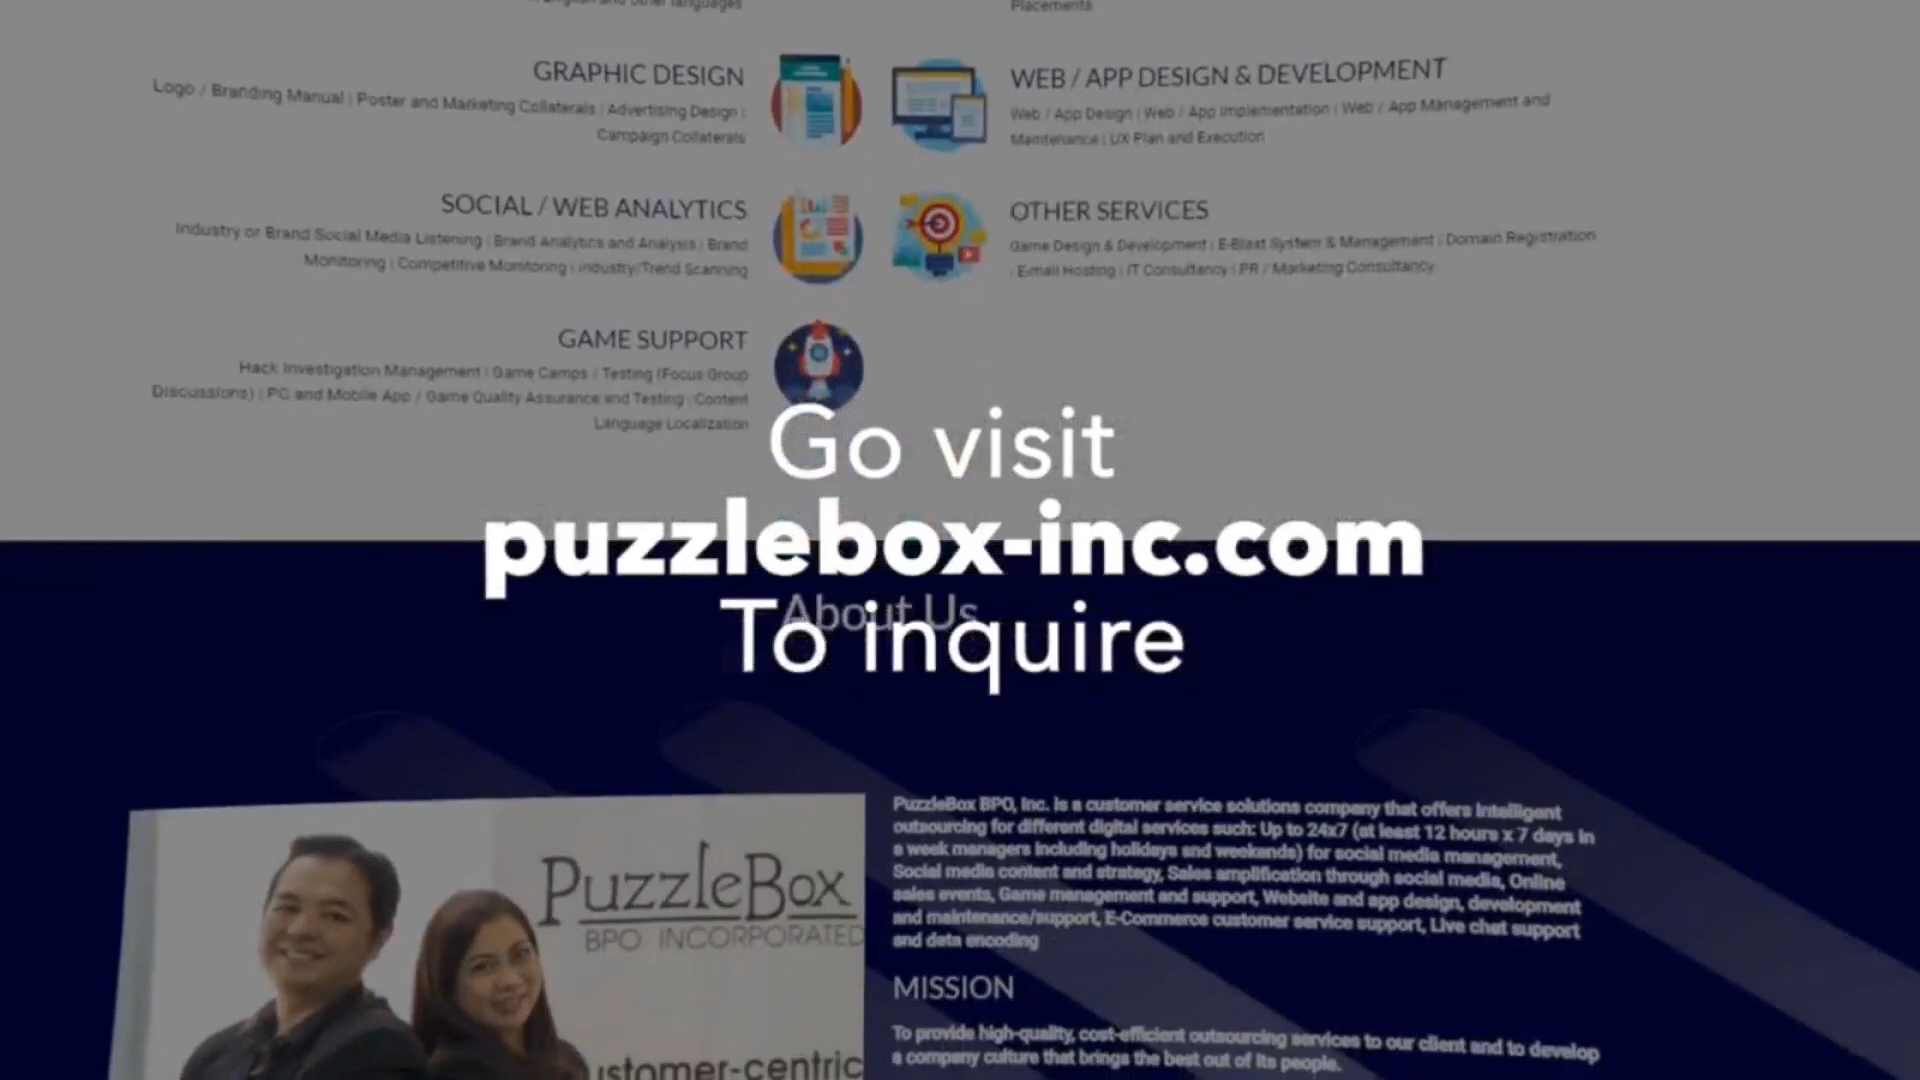 English and other languages
Placements
GRAPHIC DESIGN
Logo / Branding Manual | Poster and Marketing Collaterals | Advertising Design |
Campaign Collaterals
WEB / APP DESIGN & DEVELOPMENT
Web / App Design | Web / App Implementation | Web / App Management and
Maintenance | UX Plan and Execution
SOCIAL / WEB ANALYTICS
Industry or Brand Social Media Listening | Brand Analytics and Analysis | Brand
Monitoring | Competitive Monitoring | Industry/Trend Scanning
OTHER SERVICES
Game Design & Development | E-Blast System & Management | Domain Registration
| Email Hosting | IT Consultancy | PR / Marketing Consultancy
GAME SUPPORT
Hack Investigation Management | Game Camps / Testing (Focus Group
Discussions) | PC and Mobile App / Game Quality Assurance and Testing | Content
Language Localization
Go visit
puzzlebox-inc.com
To inquire
About Us
PUZZLEBOX
BPO INCORPORATED
ustomer-centric
PuzzleBox BPO, Inc. is a customer service solutions company that offers intelligent
outsourcing for different digital services such: Up to 24x7 (at least 12 hours x 7 days in
a week managers including holidays and weekends) for social media management,
Social media content and strategy, Sales amplification through social media, Online
sales events, Game management and support, Website and app design, development
and maintenance/support, E-Commerce customer service support, Live chat support
and data encoding
MISSION
To provide high-quality, cost-efficient outsourcing services to our client and to develop
a company culture that brings the best out of its people.